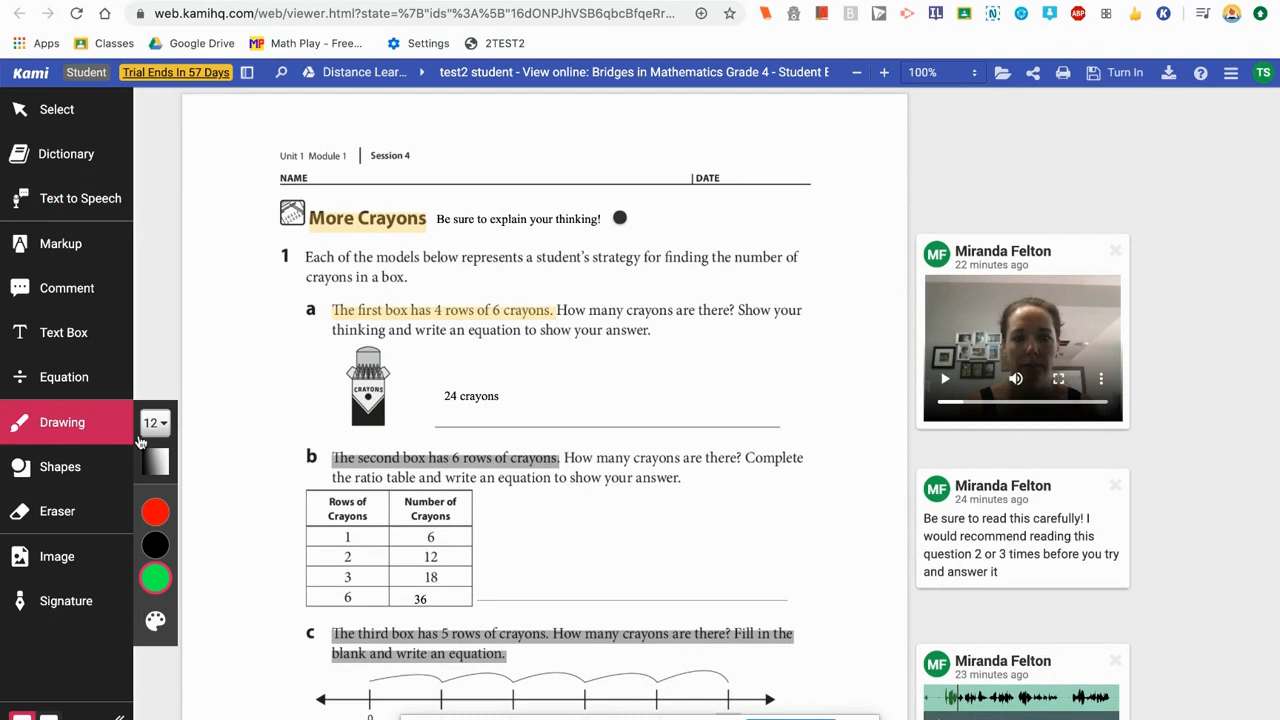 web.kamihq.com/web/viewer.html?state=%7B"ids"%3A%5B"16dONPJhVSB6qbcBfqeRr...
Apps Classes Google Drive Math Play - Free... Settings 2TEST2
Kami Student Trial Ends In 57 Days Distance Lear... test2 student - View online: Bridges in Mathematics Grade 4 - Student E 100% Turn In TS
Select
Dictionary
Text to Speech
Markup
Comment
Text Box
Equation
Drawing
12
Shapes
Eraser
Image
Signature
Unit 1 Module 1 | Session 4
NAME | DATE
More Crayons Be sure to explain your thinking!
1 Each of the models below represents a student's strategy for finding the number of
crayons in a box.
a The first box has 4 rows of 6 crayons. How many crayons are there? Show your
thinking and write an equation to show your answer.
CRAYONS
24 crayons
b The second box has 6 rows of crayons. How many crayons are there? Complete
the ratio table and write an equation to show your answer.
Rows of Crayons Number of Crayons
1 6
2 12
3 18
6 36
c The third box has 5 rows of crayons. How many crayons are there? Fill in the
blank and write an equation.
0
MF Miranda Felton
22 minutes ago
MF Miranda Felton
24 minutes ago
Be sure to read this carefully! I
would recommend reading this
question 2 or 3 times before you try
and answer it
MF Miranda Felton
23 minutes ago